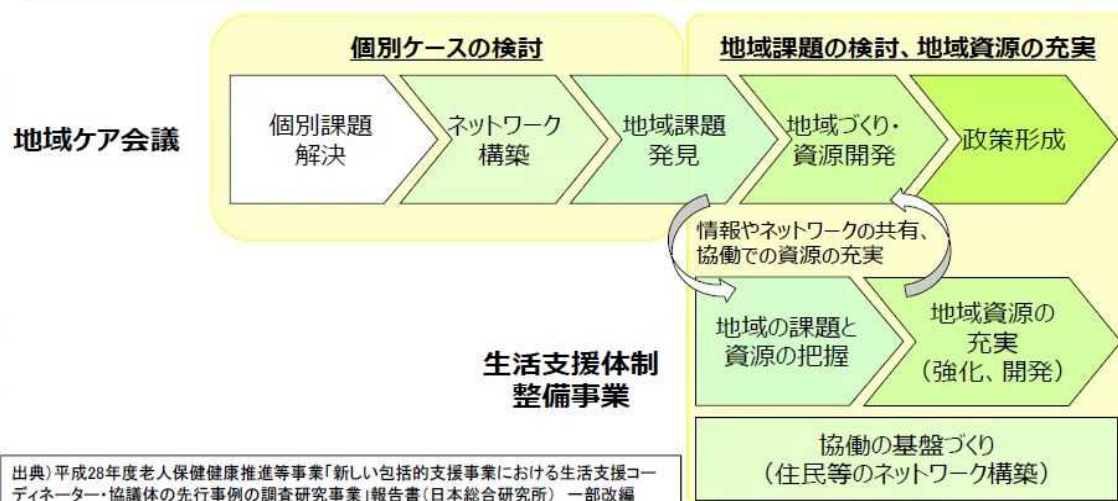 個別ケースの検討
地域課題の検討、地域資源の充実
地域ケア会議
個別課題
解決
ネットワーク
構築
地域課題
発見
地域づくり・
資源開発
政策形成
情報やネットワークの共有、
協働での資源の充実
生活支援体制
整備事業
地域の課題と
資源の把握
地域資源の
充実
(強化、開発)
協働の基盤づくり
(住民等のネットワーク構築)
出典)平成28年度老人保健健康推進等事業「新しい包括的支援事業における生活支援コー
ディネーター・協議体の先行事例の調査研究事業」報告書(日本総合研究所) 一部改編